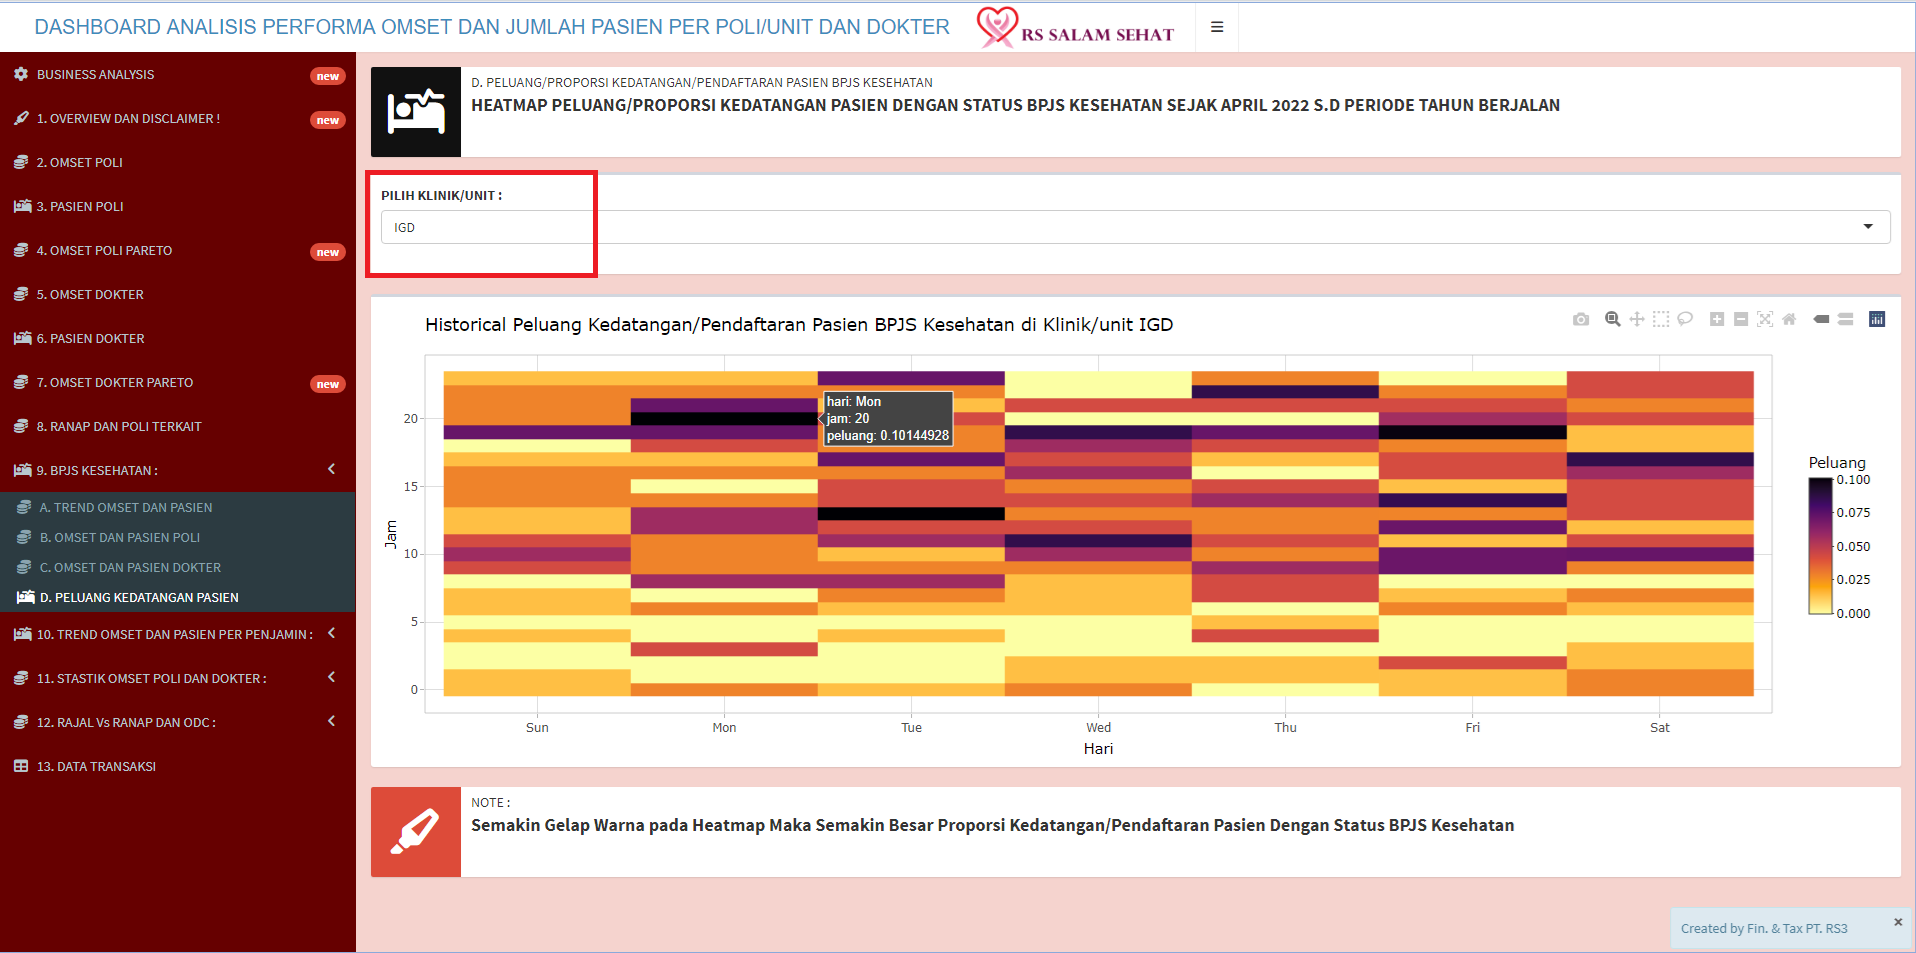 DASHBOARD ANALISIS PERFORMA OMSET DAN JUMLAH PASIEN PER POLI/UNIT DAN DOKTER
RS SALAM SEHAT
BUSINESS ANALYSIS new
1. OVERVIEW DAN DISCLAIMER ! new
2. OMSET POLI
3. PASIEN POLI
4. OMSET POLI PARETO new
5. OMSET DOKTER
6. PASIEN DOKTER
7. OMSET DOKTER PARETO new
8. RANAP DAN POLI TERKAIT
9. BPJS KESEHATAN :
A. TREND OMSET DAN PASIEN
B. OMSET DAN PASIEN POLI
C. OMSET DAN PASIEN DOKTER
D. PELUANG KEDATANGAN PASIEN
10. TREND OMSET DAN PASIEN PER PENJAMIN :
11. STASTIK OMSET POLI DAN DOKTER :
12. RAJAL Vs RANAP DAN ODC :
13. DATA TRANSAKSI
D. PELUANG/PROPORSI KEDATANGAN/PENDAFTARAN PASIEN BPJS KESEHATAN
HEATMAP PELUANG/PROPORSI KEDATANGAN PASIEN DENGAN STATUS BPJS KESEHATAN SEJAK APRIL 2022 S.D PERIODE TAHUN BERJALAN
PILIH KLINIK/UNIT :
IGD
Historical Peluang Kedatangan/Pendaftaran Pasien BPJS Kesehatan di Klinik/unit IGD
hari: Mon
jam: 20
peluang: 0.10144928
20
15
10
5
0
Jam
Sun Mon Tue Wed Thu Fri Sat
Hari
Peluang
0.100
0.075
0.050
0.025
0.000
NOTE :
Semakin Gelap Warna pada Heatmap Maka Semakin Besar Proporsi Kedatangan/Pendaftaran Pasien Dengan Status BPJS Kesehatan
Created by Fin. & Tax PT. RS3